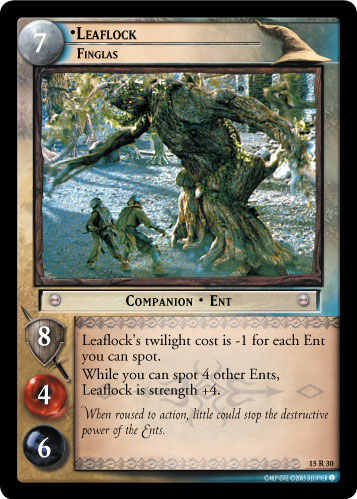 7
•Leaflock
Finglas
Companion • Ent
8
4
6
Leaflock's twilight cost is -1 for each Ent
you can spot.
While you can spot 4 other Ents,
Leaflock is strength +4.
When roused to action, little could stop the destructive
power of the Ents.
15 R 30